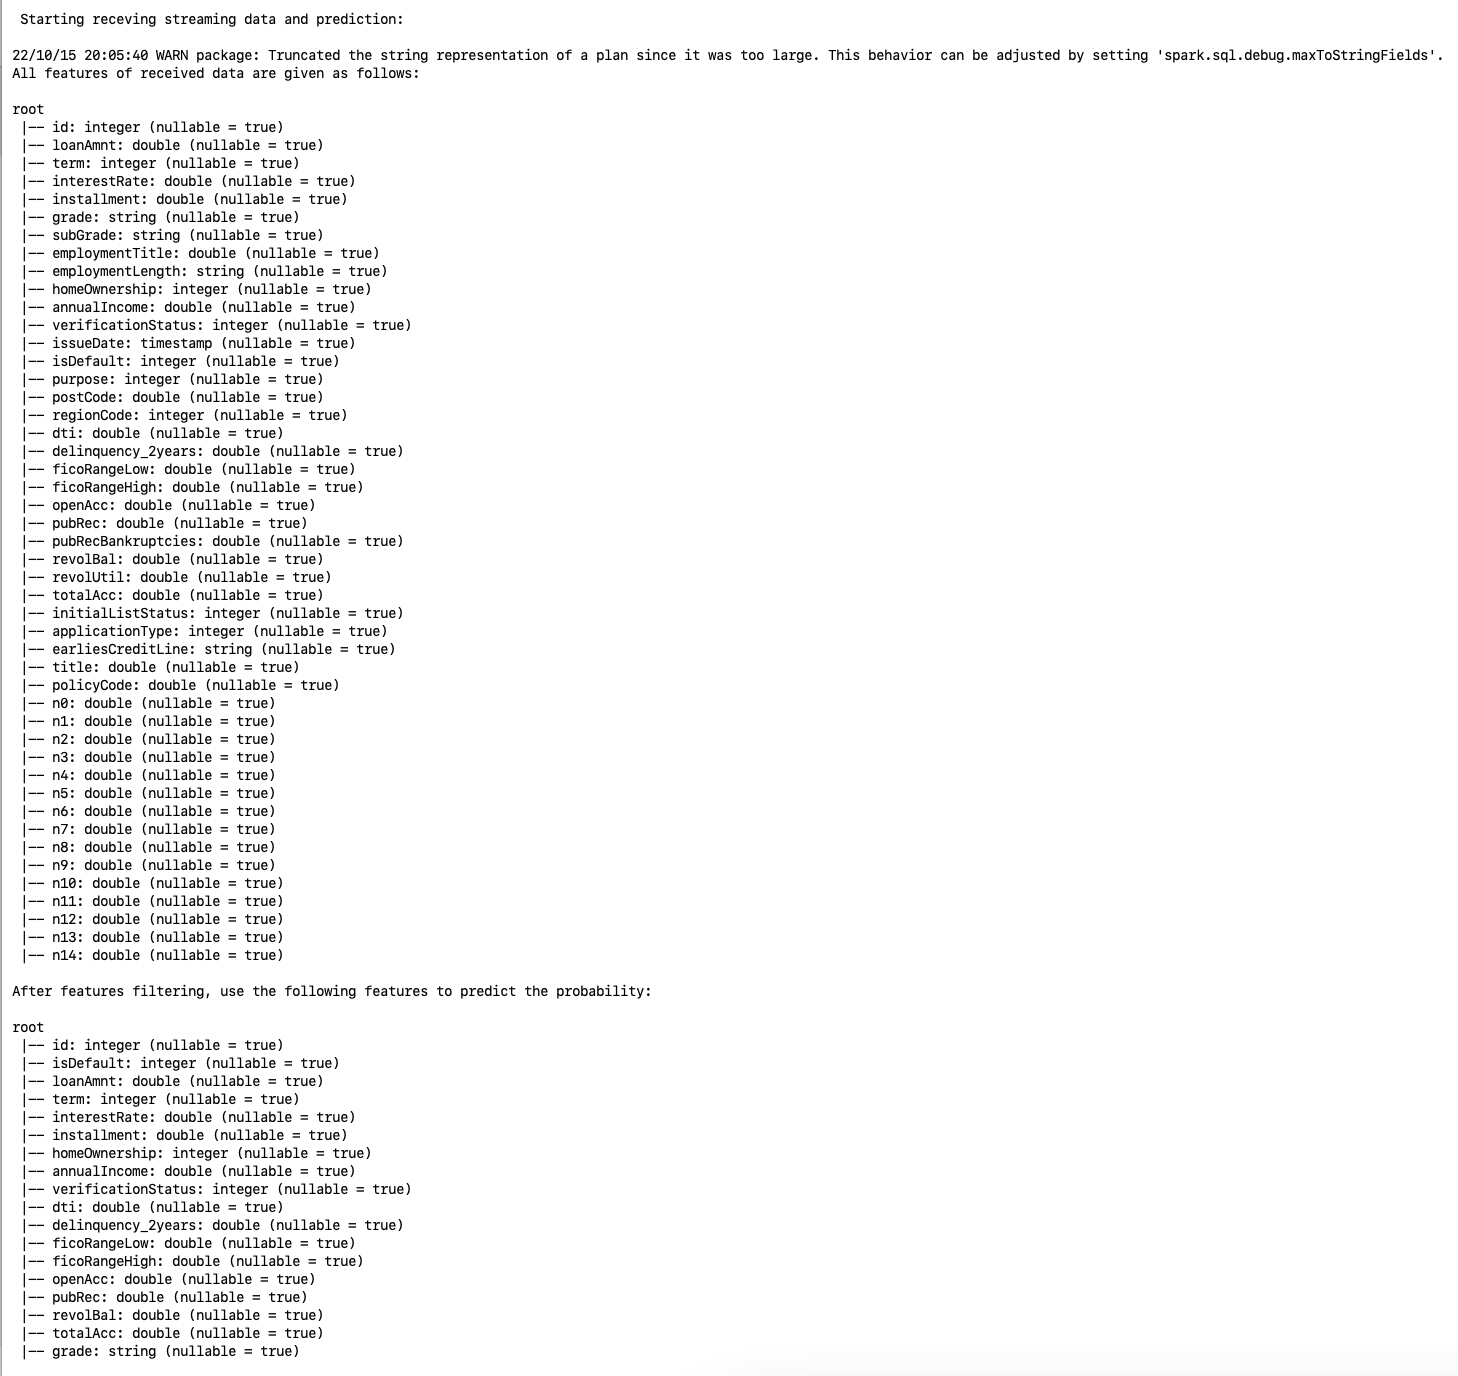 Starting receving streaming data and prediction:
22/10/15 20:05:40 WARN package: Truncated the string representation of a plan since it was too large. This behavior can be adjusted by setting 'spark.sql.debug.maxToStringFields'.
All features of received data are given as follows:
root
|-- id: integer (nullable = true)
|-- loanAmnt: double (nullable = true)
|-- term: integer (nullable = true)
|-- interestRate: double (nullable = true)
|-- installment: double (nullable = true)
|-- grade: string (nullable = true)
|-- subGrade: string (nullable = true)
|-- employmentTitle: double (nullable = true)
|-- employmentLength: string (nullable = true)
|-- homeOwnership: integer (nullable = true)
|-- annualIncome: double (nullable = true)
|-- verificationStatus: integer (nullable = true)
|-- issueDate: timestamp (nullable = true)
|-- isDefault: integer (nullable = true)
|-- purpose: integer (nullable = true)
|-- postCode: double (nullable = true)
|-- regionCode: integer (nullable = true)
|-- dti: double (nullable = true)
|-- delinquency_2years: double (nullable = true)
|-- ficoRangeLow: double (nullable = true)
|-- ficoRangeHigh: double (nullable = true)
|-- openAcc: double (nullable = true)
|-- pubRec: double (nullable = true)
|-- pubRecBankruptcies: double (nullable = true)
|-- revolBal: double (nullable = true)
|-- revolUtil: double (nullable = true)
|-- totalAcc: double (nullable = true)
|-- initialListStatus: integer (nullable = true)
|-- applicationType: integer (nullable = true)
|-- earliesCreditLine: string (nullable = true)
|-- title: double (nullable = true)
|-- policyCode: double (nullable = true)
|-- n0: double (nullable = true)
|-- n1: double (nullable = true)
|-- n2: double (nullable = true)
|-- n3: double (nullable = true)
|-- n4: double (nullable = true)
|-- n5: double (nullable = true)
|-- n6: double (nullable = true)
|-- n7: double (nullable = true)
|-- n8: double (nullable = true)
|-- n9: double (nullable = true)
|-- n10: double (nullable = true)
|-- n11: double (nullable = true)
|-- n12: double (nullable = true)
|-- n13: double (nullable = true)
|-- n14: double (nullable = true)
After features filtering, use the following features to predict the probability:
root
|-- id: integer (nullable = true)
|-- isDefault: integer (nullable = true)
|-- loanAmnt: double (nullable = true)
|-- term: integer (nullable = true)
|-- interestRate: double (nullable = true)
|-- installment: double (nullable = true)
|-- homeOwnership: integer (nullable = true)
|-- annualIncome: double (nullable = true)
|-- verificationStatus: integer (nullable = true)
|-- dti: double (nullable = true)
|-- delinquency_2years: double (nullable = true)
|-- ficoRangeLow: double (nullable = true)
|-- ficoRangeHigh: double (nullable = true)
|-- openAcc: double (nullable = true)
|-- pubRec: double (nullable = true)
|-- revolBal: double (nullable = true)
|-- totalAcc: double (nullable = true)
|-- grade: string (nullable = true)